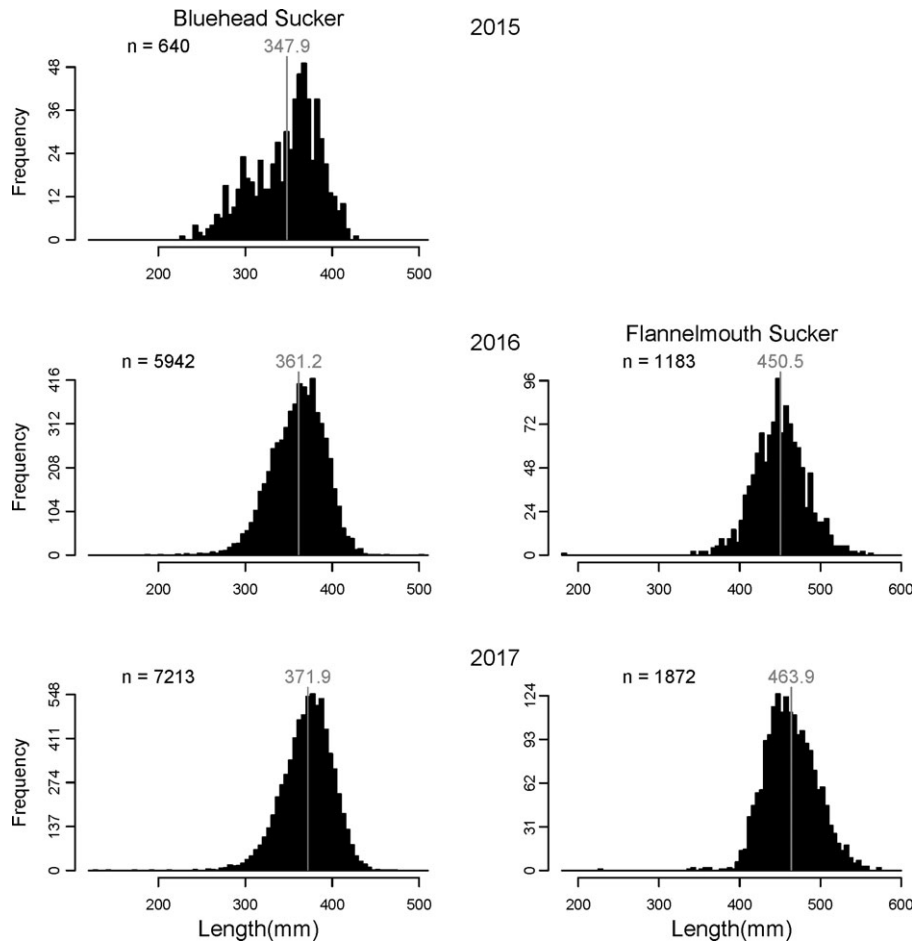 Bluehead Sucker
2015
n = 640
347.9
Frequency
48
36
24
12
0
200 300 400 500
2016
Flannelmouth Sucker
n = 5942
361.2
Frequency
416
312
208
104
0
200 300 400 500
n = 1183
450.5
96
72
48
24
0
200 300 400 500 600
2017
n = 7213
371.9
Frequency
548
411
274
137
0
200 300 400 500
Length(mm)
n = 1872
463.9
124
93
62
31
0
200 300 400 500 600
Length(mm)